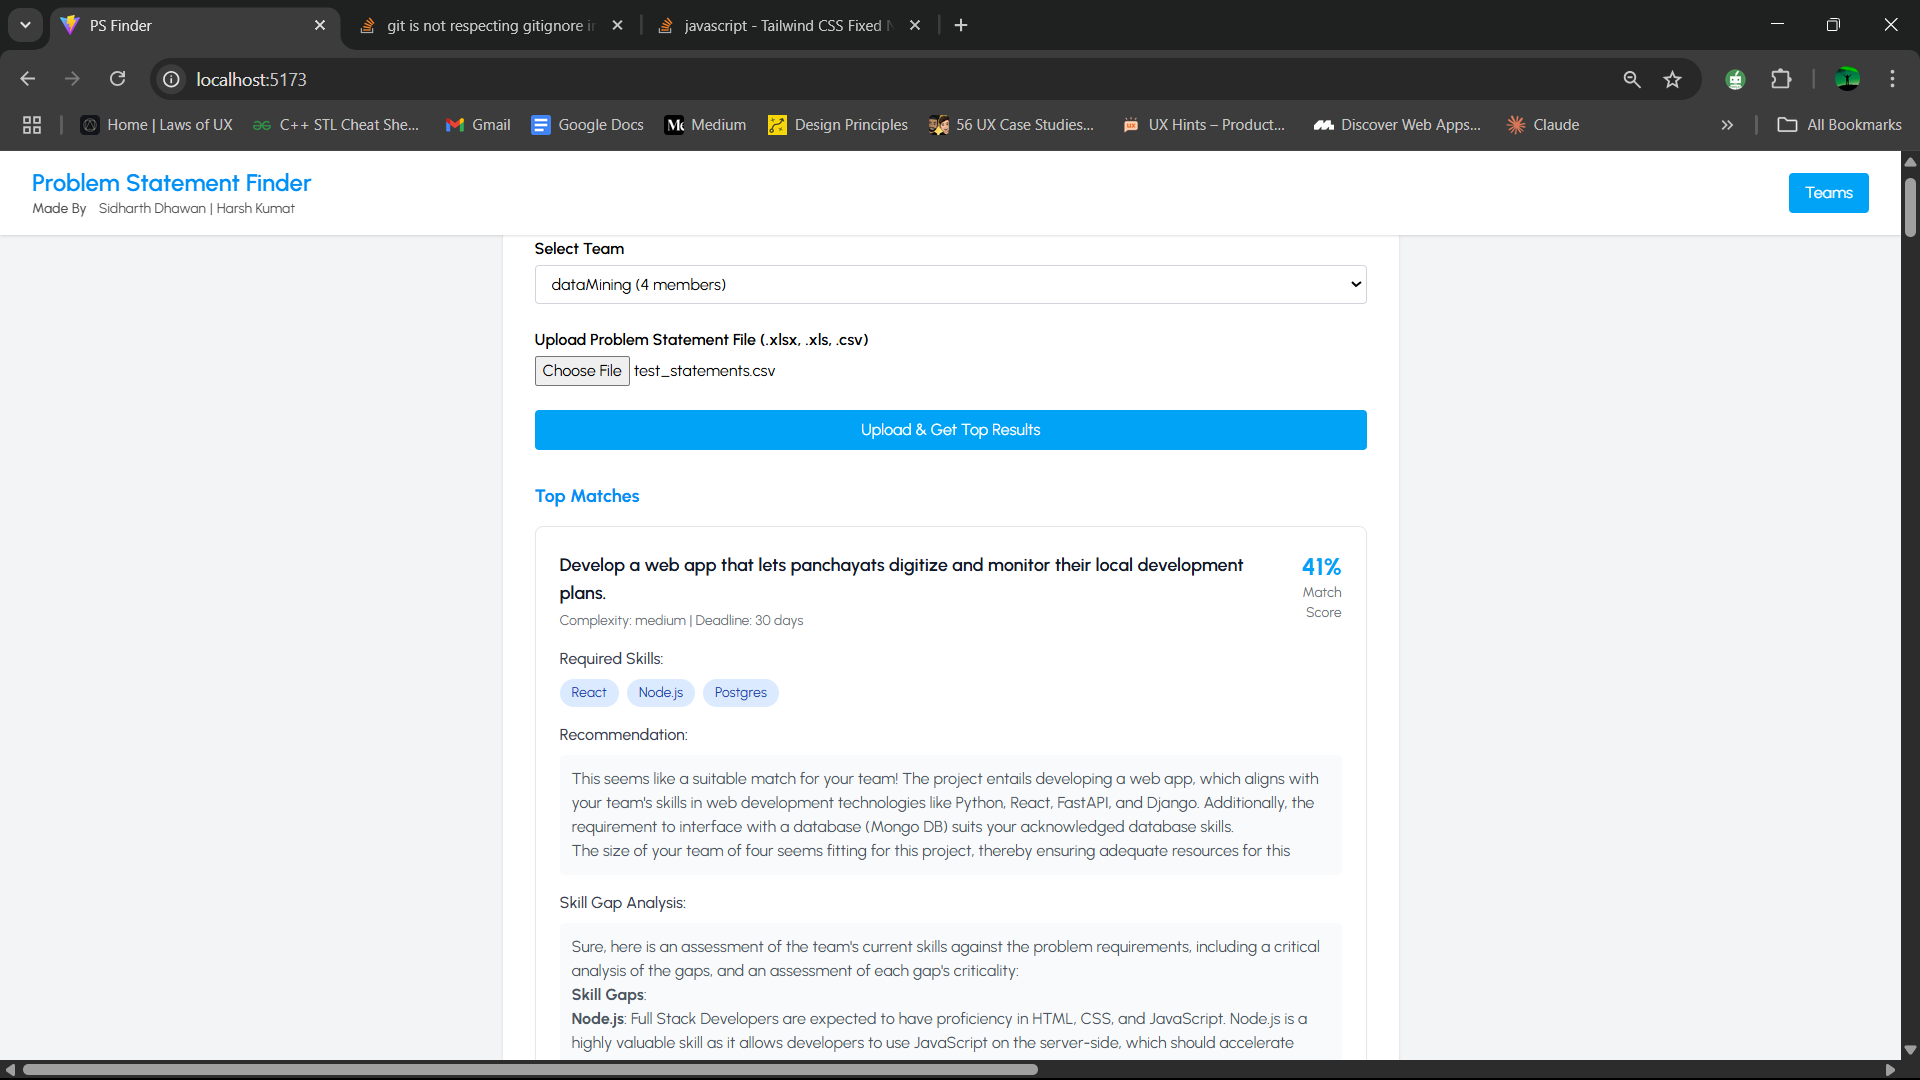 PS Finder
git is not respecting gitignore in
javascript - Tailwind CSS Fixed N
localhost:5173
Home | Laws of UX
C++ STL Cheat She...
Gmail
Google Docs
Medium
Design Principles
56 UX Case Studies...
UX Hints – Product...
Discover Web Apps...
Claude
All Bookmarks
Problem Statement Finder
Made By Sidharth Dhawan | Harsh Kumat
Teams
Select Team
dataMining (4 members)
Upload Problem Statement File (.xlsx, .xls, .csv)
Choose File test_statements.csv
Upload & Get Top Results
Top Matches
Develop a web app that lets panchayats digitize and monitor their local development
plans.
41%
Match
Score
Complexity: medium | Deadline: 30 days
Required Skills:
React
Node.js
Postgres
Recommendation:
This seems like a suitable match for your team! The project entails developing a web app, which aligns with
your team's skills in web development technologies like Python, React, FastAPI, and Django. Additionally, the
requirement to interface with a database (Mongo DB) suits your acknowledged database skills.
The size of your team of four seems fitting for this project, thereby ensuring adequate resources for this
Skill Gap Analysis:
Sure, here is an assessment of the team's current skills against the problem requirements, including a critical
analysis of the gaps, and an assessment of each gap's criticality:
Skill Gaps:
Node.js: Full Stack Developers are expected to have proficiency in HTML, CSS, and JavaScript. Node.js is a
highly valuable skill as it allows developers to use JavaScript on the server-side, which should accelerate